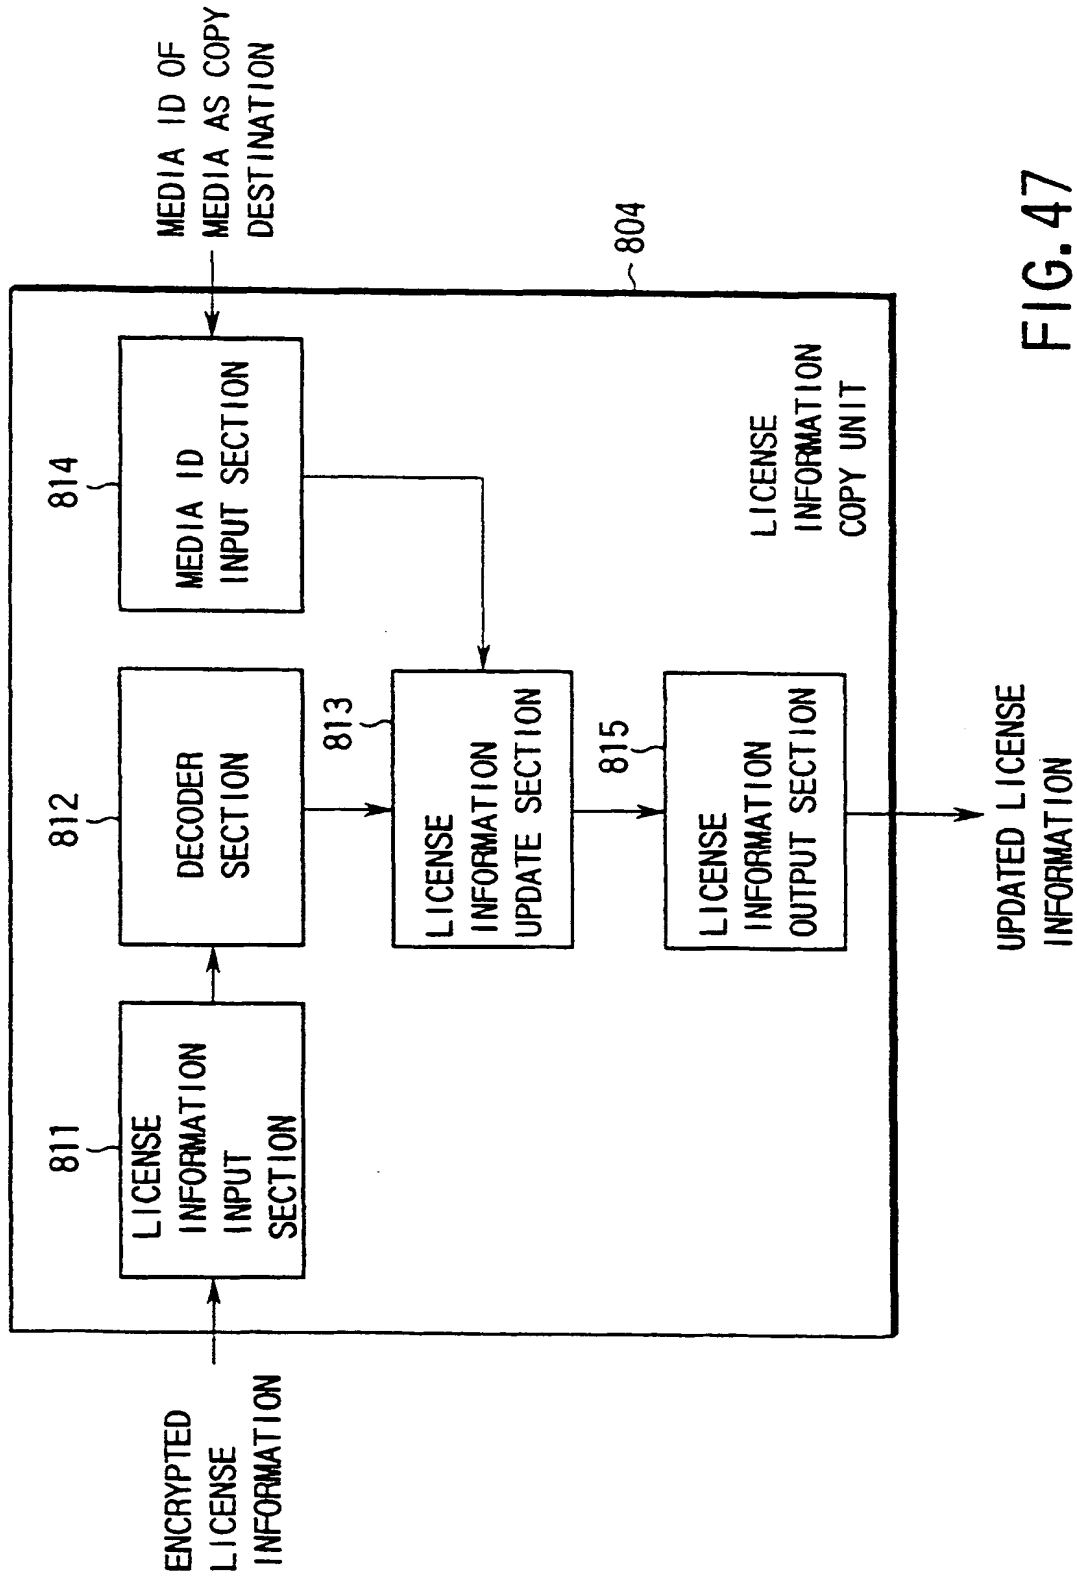 ENCRYPTED
LICENSE
INFORMATION
811
LICENSE
INFORMATION
INPUT
SECTION
812
DECODER
SECTION
814
MEDIA ID
INPUT SECTION
MEDIA ID OF
MEDIA AS COPY
DESTINATION
813
LICENSE
INFORMATION
UPDATE SECTION
815
LICENSE
INFORMATION
OUTPUT SECTION
804
LICENSE
INFORMATION
COPY UNIT
UPDATED LICENSE
INFORMATION
FIG. 47